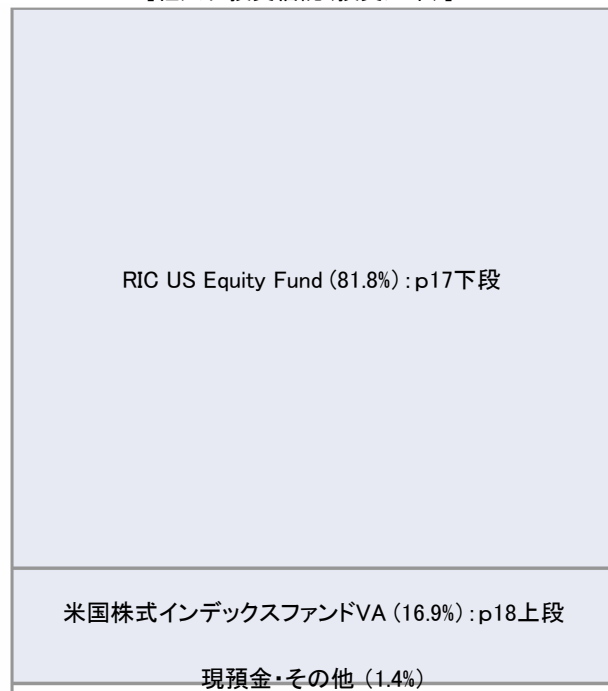 RIC US Equity Fund (81.8%):p17下段
米国株式インデックスファンドVA (16.9%):p18上段
現預金・その他 (1.4%)